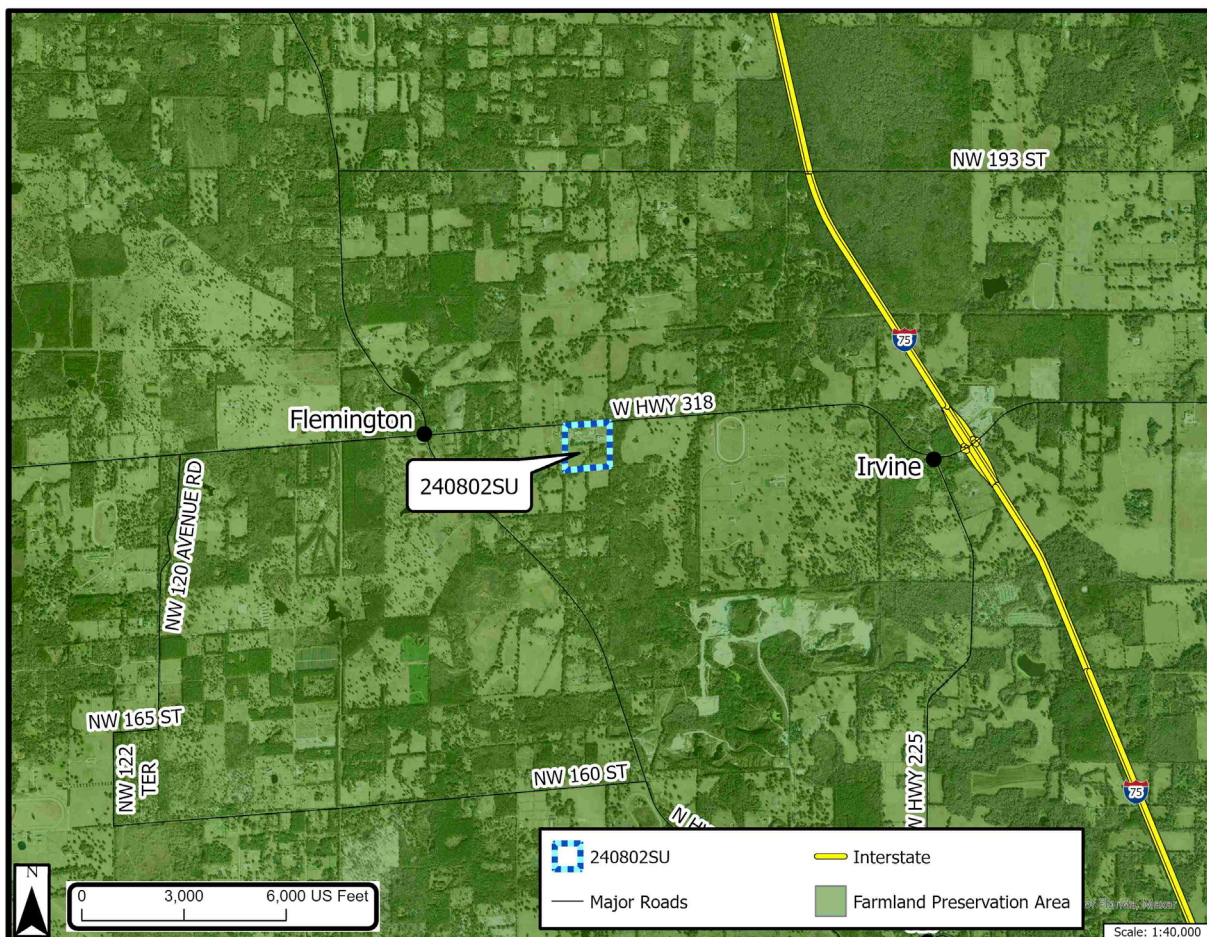 NW 193 ST
75
W HWY 318
Flemington
Irvine
240802SU
NW 120 AVENUE RD
NW 165 ST
NW 122
TER
NW 160 ST
HWY 225
75
N
0 3,000 6,000 US Feet
240802SU
Interstate
Major Roads
Farmland Preservation Area
Scale: 1:40,000